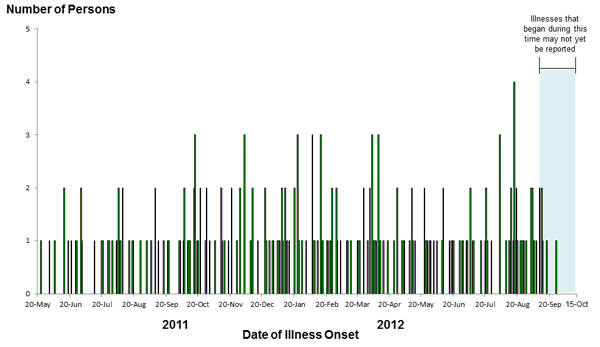 Number of Persons
Illnesses that
began during this
time may not yet
be reported
5
4
3
2
1
0
20-May 20-Jun 20-Jul 20-Aug 20-Sep 20-Oct 20-Nov 20-Dec 20-Jan 20-Feb 20-Mar 20-Apr 20-May 20-Jun 20-Jul 20-Aug 20-Sep 15-Oct
2011 2012
Date of Illness Onset